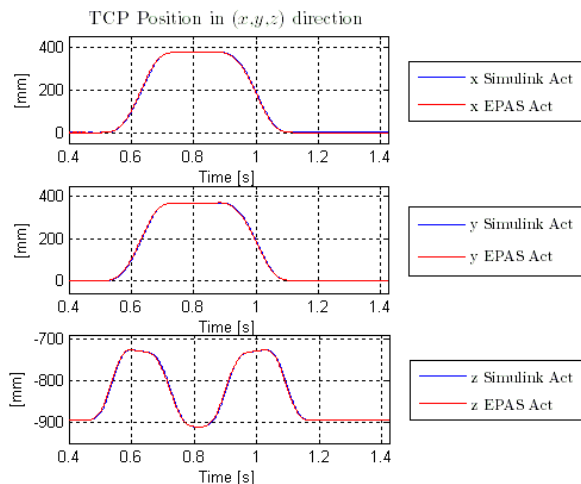 TCP Position in (x,y,z) direction
400
200
0
[mm]
0.4 0.6 0.8 1 1.2 1.4
Time [s]
x Simulink Act
x EPAS Act
400
200
0
[mm]
0.4 0.6 0.8 1 1.2 1.4
Time [s]
y Simulink Act
y EPAS Act
-700
-800
-900
[mm]
0.4 0.6 0.8 1 1.2 1.4
Time [s]
z Simulink Act
z EPAS Act